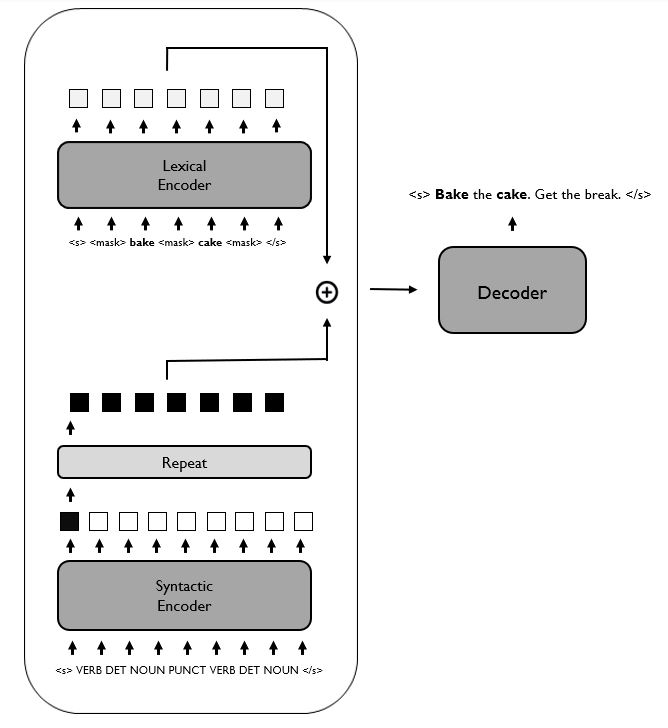 Lexical
Encoder
<s> <mask> bake <mask> cake <mask> </s>
<s> Bake the cake. Get the break. </s>
Decoder
Repeat
Syntactic
Encoder
<s> VERB DET NOUN PUNCT VERB DET NOUN </s>